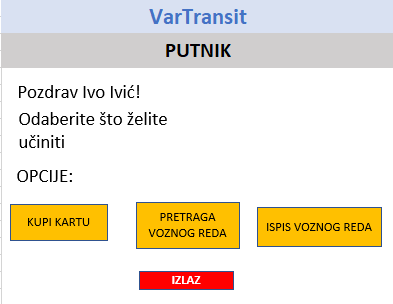 VarTransit
PUTNIK
Pozdrav Ivo Ivić!
Odaberite što želite
učiniti
OPCIJE:
KUPI KARTU
PRETRAGA
VOZNOG REDA
ISPIS VOZNOG REDA
IZLAZ